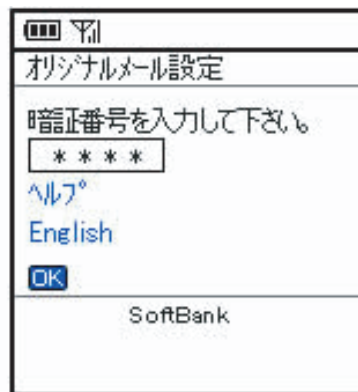 オリジナルメール設定
暗証番号を入力して下さい。
＊＊＊＊
ヘルプ
English
OK
SoftBank